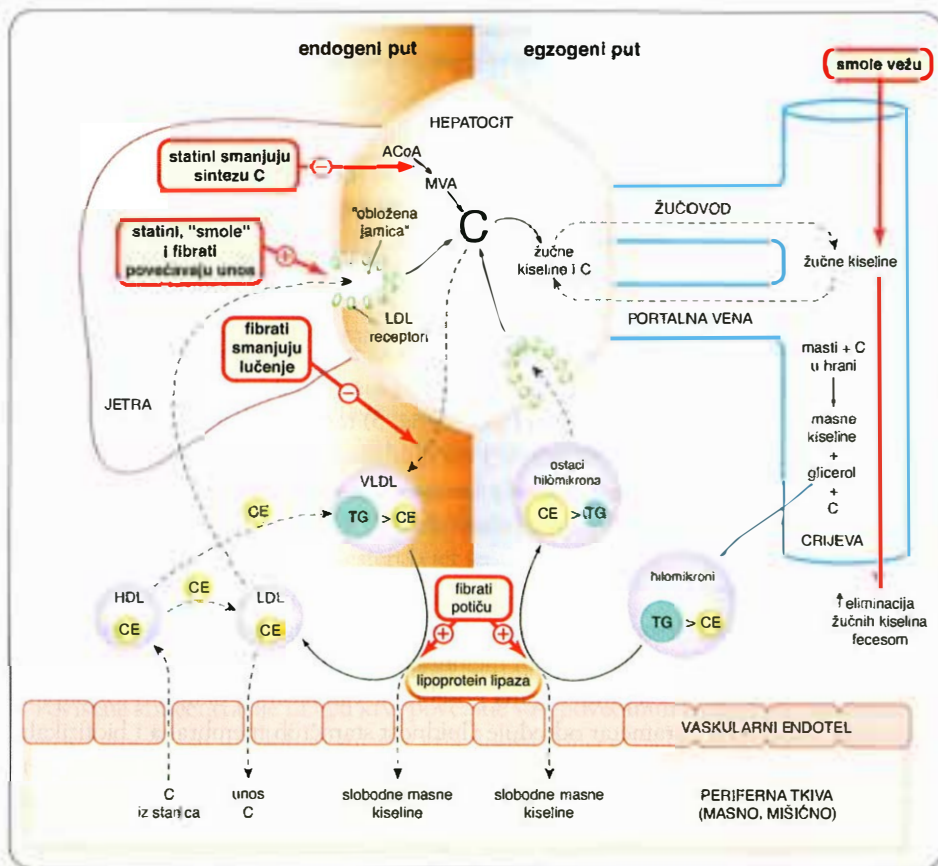 endogeni put
egzogeni put
smole vežu
HEPATOCIT
statini smanjuju
sintezu C
−
ACoA
MVA
"obložena
jamica"
C
ŽUČOVOD
statini, "smole"
i fibrati
povećavaju unos
+
žučne
kiseline i C
žučne kiseline
LDL
receptori
PORTALNA VENA
fibrati
smanjuju
lučenje
−
JETRA
masti + C
u hrani
masne
kiseline
+
glicerol
+
C
CRIJEVA
VLDL
TG > CE
CE
ostaci
hilomikrona
CE > TG
hilomikroni
TG > CE
HDL
CE
CE
LDL
CE
fibrati
potiču
+
+
lipoprotein lipaza
↑
eliminacija
žučnih kiselina
fecesom
VASKULARNI ENDOTEL
C
iz stanica
unos
C
slobodne masne
kiseline
slobodne masne
kiseline
PERIFERNA TKIVA
(MASNO, MIŠIĆNO)